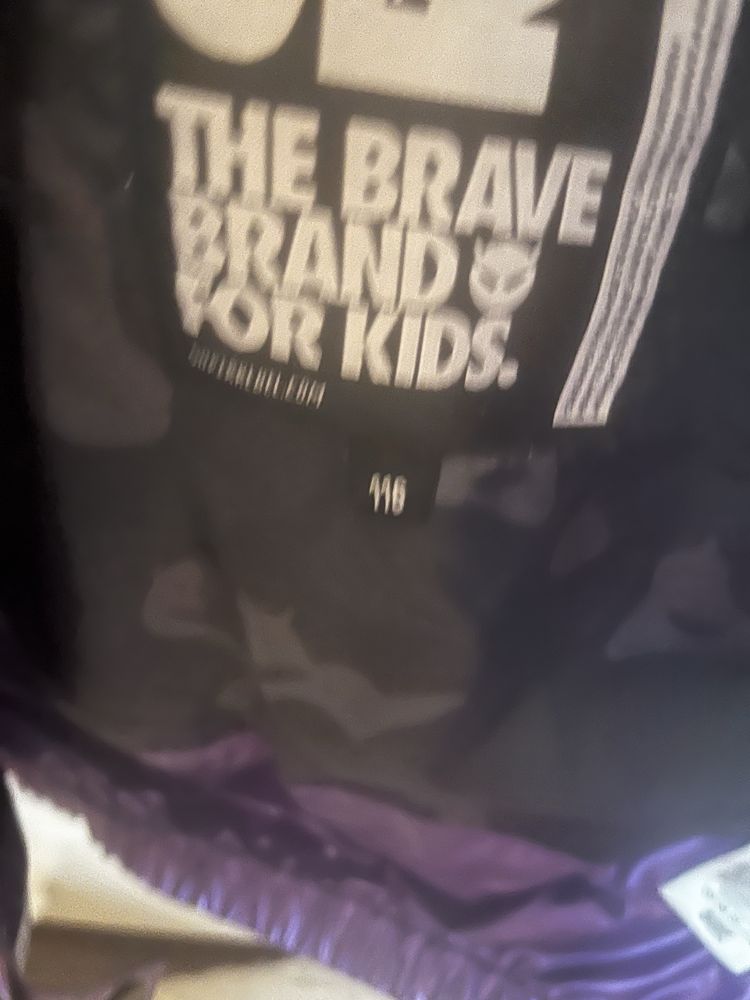 THE BRAVE
BRAND
FOR KIDS.
116